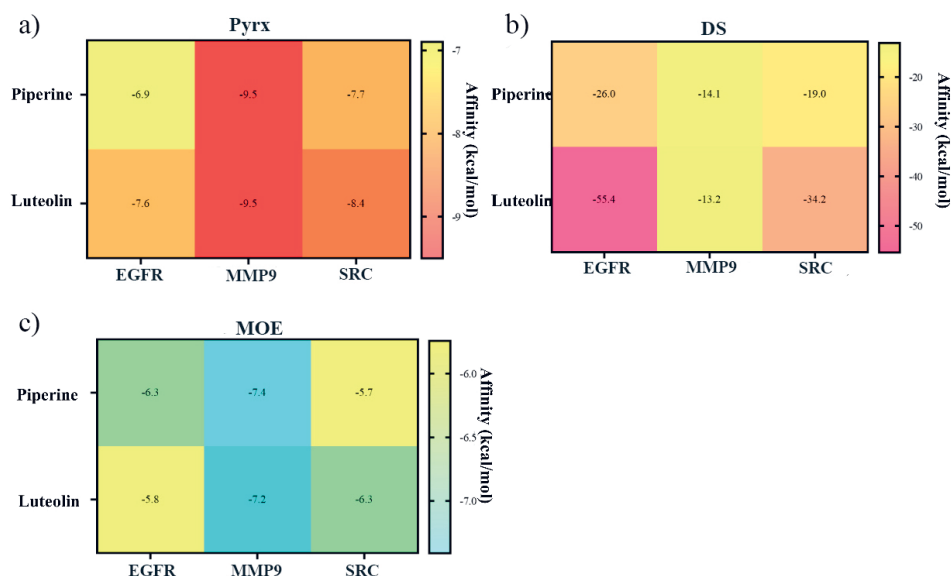 a)
Pyrx
Piperine
-6.9
-9.5
-7.7
Luteolin
-7.6
-9.5
-8.4
EGFR
MMP9
SRC
-7
-8
-9
Affinity (kcal/mol)
b)
DS
Piperine
-26.0
-14.1
-19.0
Luteolin
-55.4
-13.2
-34.2
EGFR
MMP9
SRC
-20
-30
-40
-50
Affinity (kcal/mol)
c)
MOE
Piperine
-6.3
-7.4
-5.7
Luteolin
-5.8
-7.2
-6.3
EGFR
MMP9
SRC
-6.0
-6.5
-7.0
Affinity (kcal/mol)